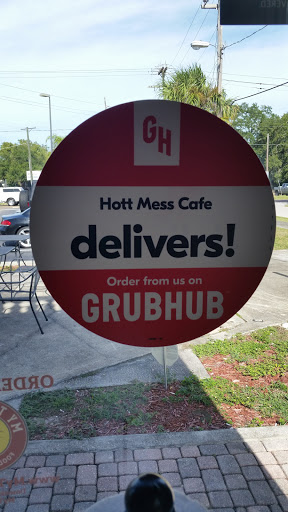 GH
Hott Mess Cafe
delivers!
Order from us on
GRUBHUB